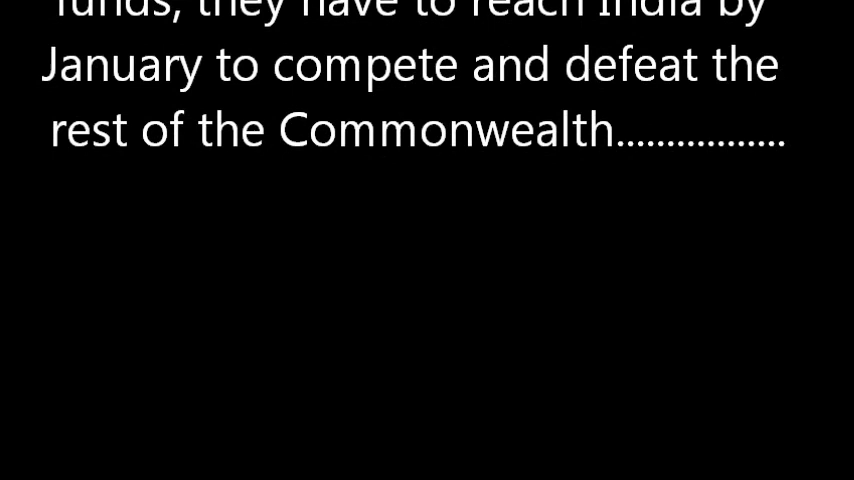 funds, they have to reach India by
January to compete and defeat the
rest of the Commonwealth.................